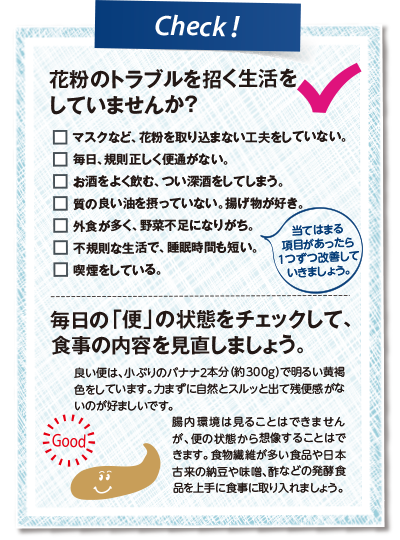 Check!
花粉のトラブルを招く生活を
していませんか?
マスクなど、花粉を取り込まない工夫をしていない。
毎日、規則正しく便通がない。
お酒をよく飲む、つい深酒をしてしまう。
質の良い油を摂っていない。揚げ物が好き。
外食が多く、野菜不足になりがち。
不規則な生活で、睡眠時間も短い。
喫煙をしている。
当てはまる
項目があったら
1つずつ改善して
いきましょう。
毎日の「便」の状態をチェックして、
食事の内容を見直しましょう。
良い便は、小ぶりのバナナ2本分(約300g)で明るい黄褐
色をしています。力まずに自然とスルッと出て残便感がな
いのが好ましいです。
Good
腸内環境は見ることはできません
が、便の状態から想像することはで
きます。食物繊維が多い食品や日本
古来の納豆や味噌、酢などの発酵食
品を上手に食事に取り入れましょう。